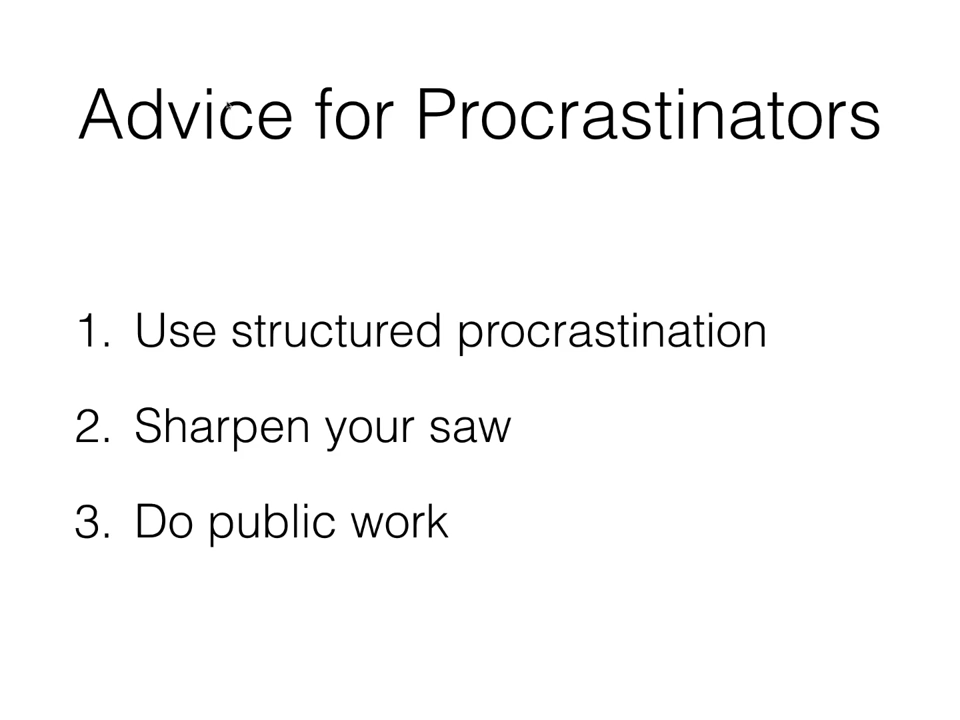 Advice for Procrastinators
1. Use structured procrastination
2. Sharpen your saw
3. Do public work